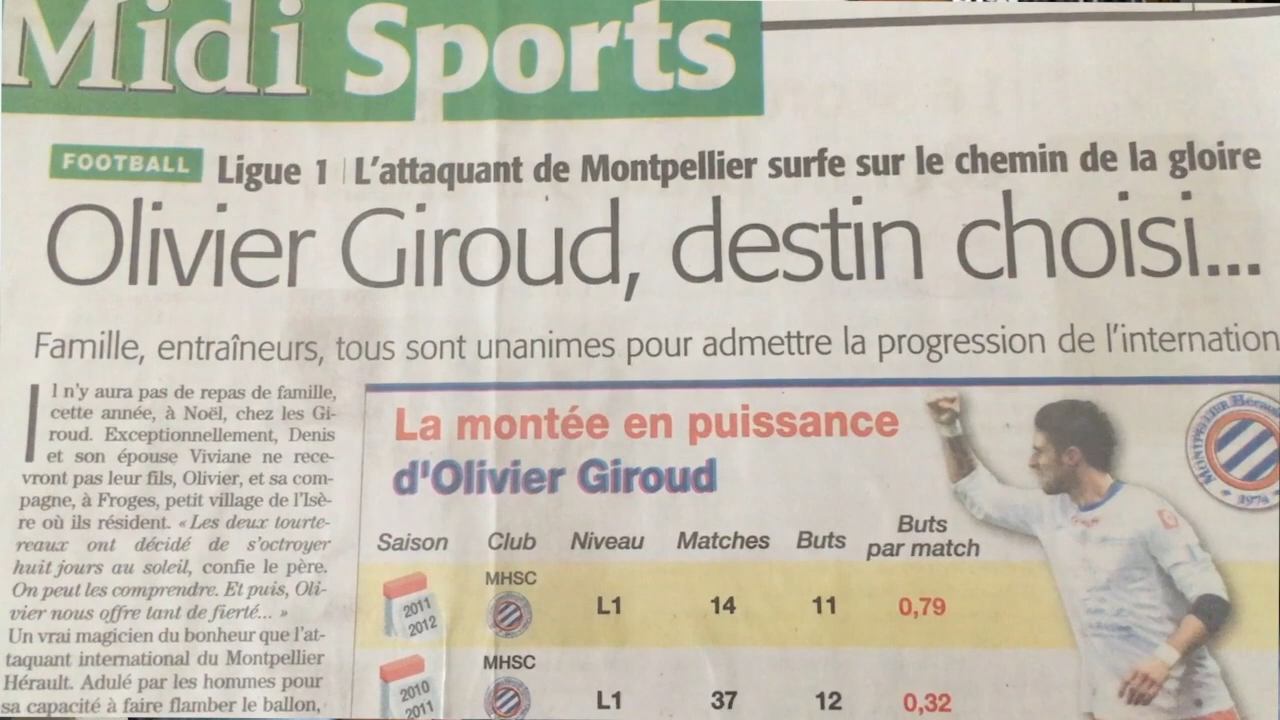 Midi Sports
FOOTBALL Ligue 1 | L'attaquant de Montpellier surfe sur le chemin de la gloire
Olivier Giroud, destin choisi...
Famille, entraîneurs, tous sont unanimes pour admettre la progression de l'internation
Il n'y aura pas de repas de famille,
cette année, à Noël, chez les Gi-
roud. Exceptionnellement, Denis
et son épouse Viviane ne rece-
vront pas leur fils, Olivier, et sa com-
pagne, à Froges, petit village de l'Isè-
re où ils résident. « Les deux tourte-
reaux ont décidé de s'octroyer
huit jours au soleil, confie le père.
On peut les comprendre. Et puis, Oli-
vier nous offre tant de fierté... »
Un vrai magicien du bonheur que l'at-
taquant international du Montpellier
Hérault. Adulé par les hommes pour
sa capacité à faire flamber le ballon,
La montée en puissance
d'Olivier Giroud
MONTPELLIER Hérault
1974
Saison Club Niveau Matches Buts Buts par match
2011 2012 MHSC L1 14 11 0,79
2010 2011 MHSC L1 37 12 0,32